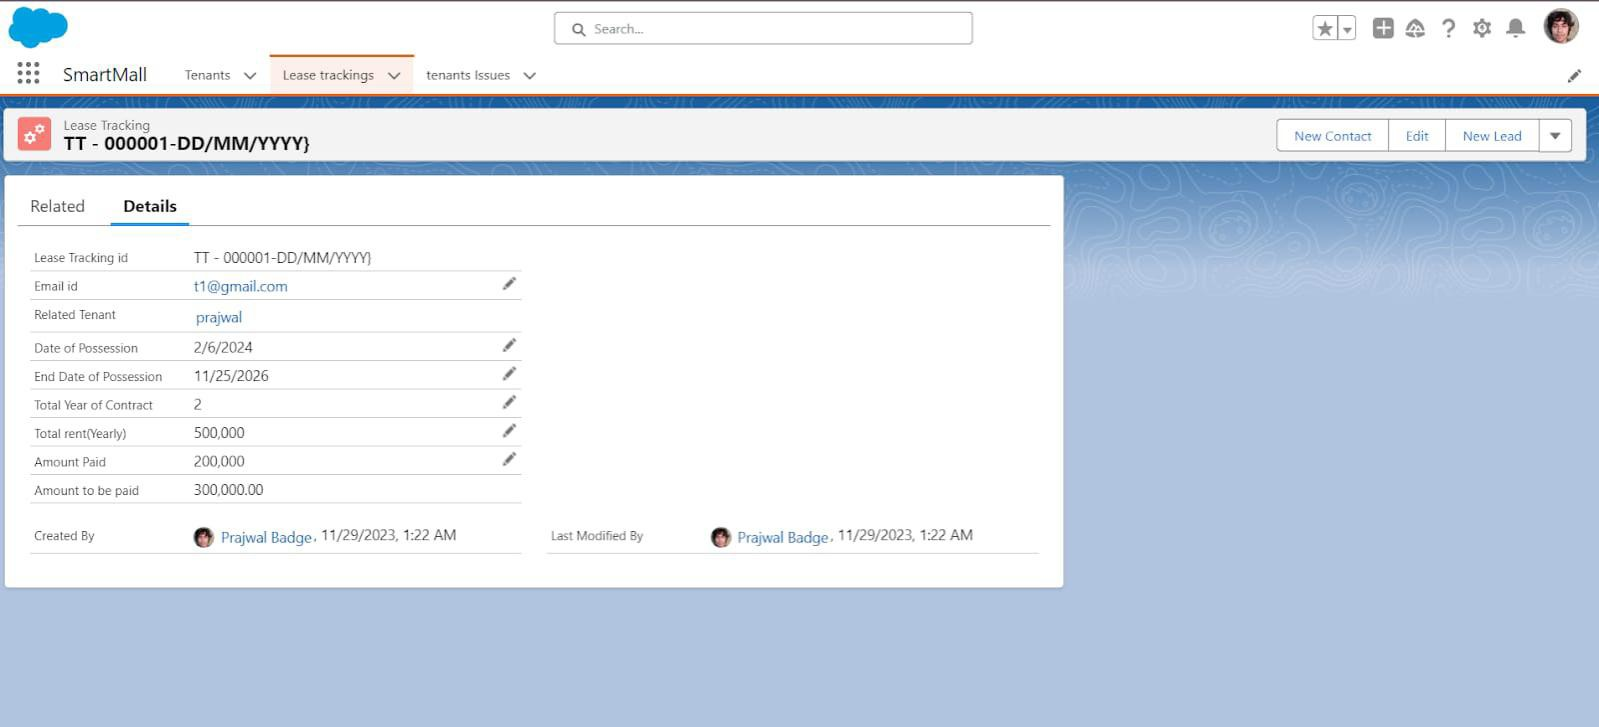 Search...
SmartMall
Tenants
Lease trackings
tenants Issues
Lease Tracking
TT - 000001-DD/MM/YYYY}
New Contact
Edit
New Lead
Related
Details
Lease Tracking id TT - 000001-DD/MM/YYYY}
Email id t1@gmail.com
Related Tenant prajwal
Date of Possession 2/6/2024
End Date of Possession 11/25/2026
Total Year of Contract 2
Total rent(Yearly) 500,000
Amount Paid 200,000
Amount to be paid 300,000.00
Created By Prajwal Badge, 11/29/2023, 1:22 AM
Last Modified By Prajwal Badge, 11/29/2023, 1:22 AM